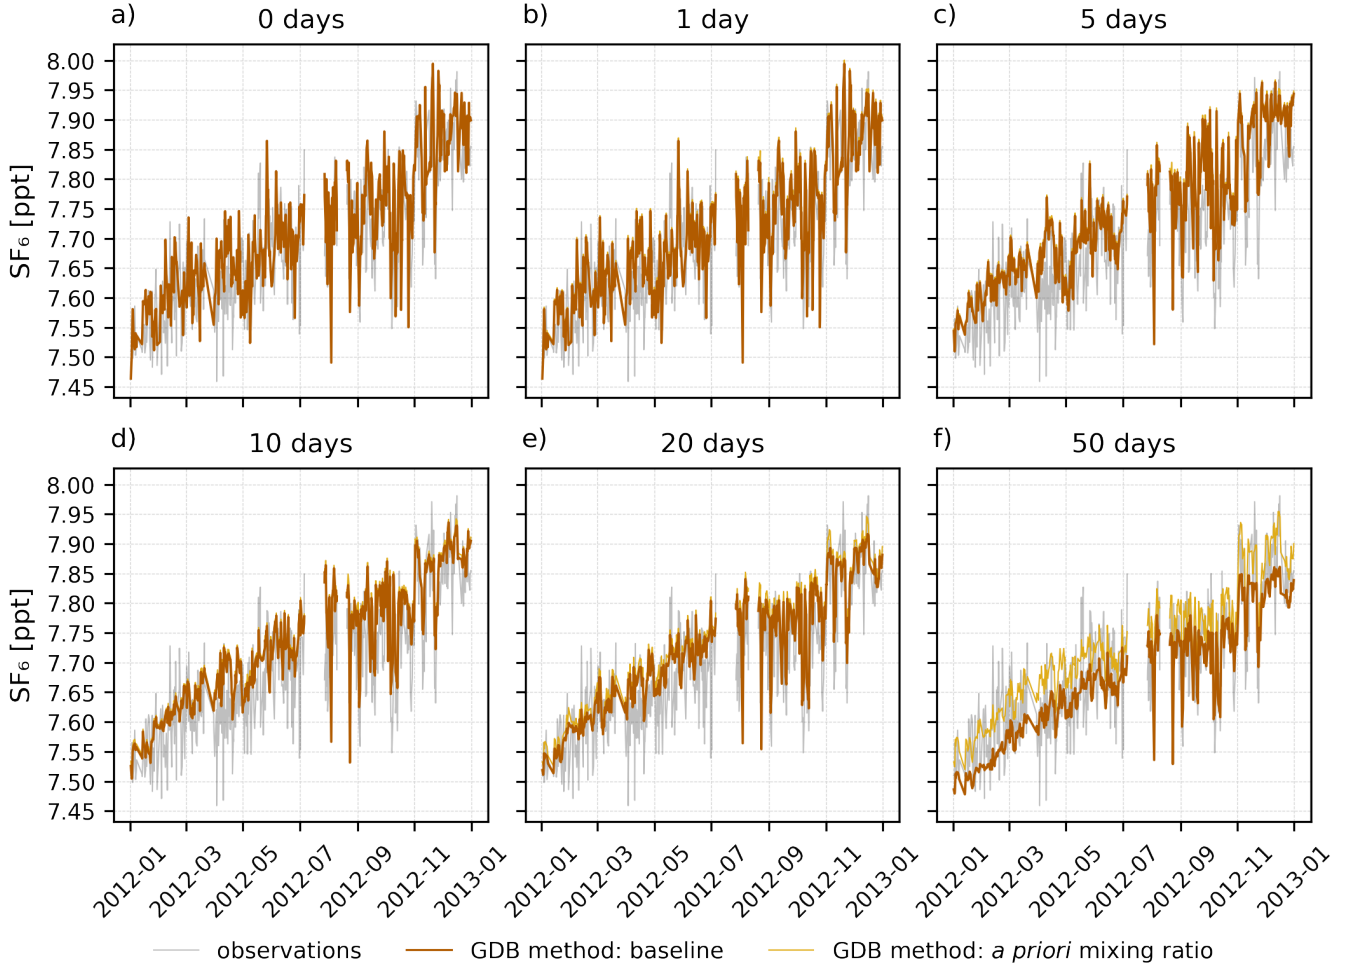 a) 0 days
b) 1 day
c) 5 days
8.00
7.95
7.90
7.85
7.80
7.75
7.70
7.65
7.60
7.55
7.50
7.45
SF₆ [ppt]
d) 10 days
e) 20 days
f) 50 days
8.00
7.95
7.90
7.85
7.80
7.75
7.70
7.65
7.60
7.55
7.50
7.45
SF₆ [ppt]
2012-01 2012-03 2012-05 2012-07 2012-09 2012-11 2013-01
2012-01 2012-03 2012-05 2012-07 2012-09 2012-11 2013-01
2012-01 2012-03 2012-05 2012-07 2012-09 2012-11 2013-01
observations GDB method: baseline GDB method: a priori mixing ratio